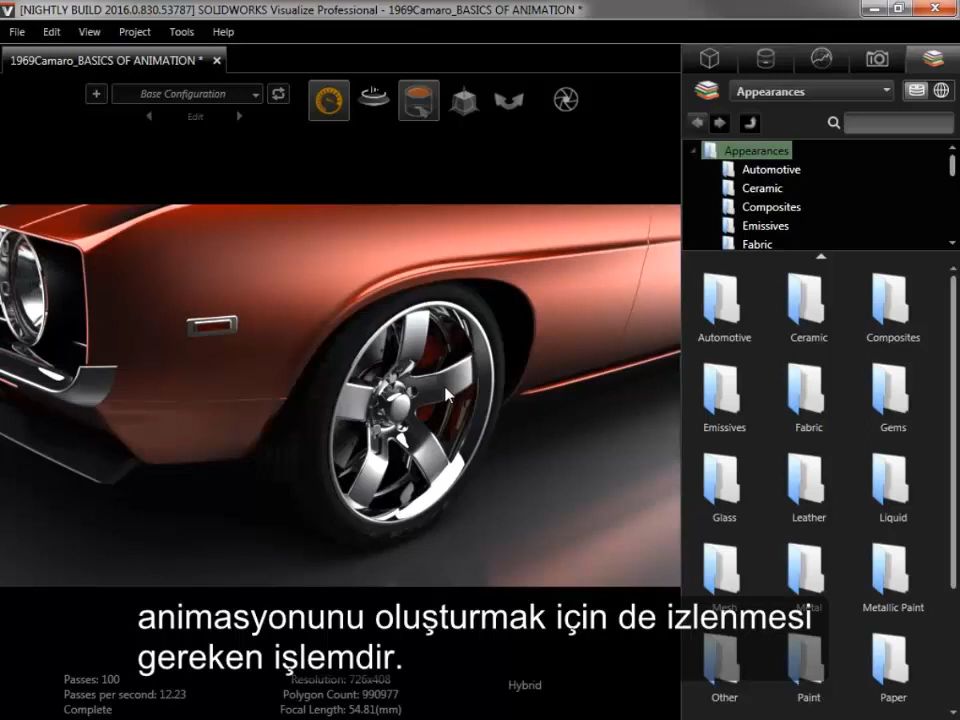 [NIGHTLY BUILD 2016.0.830.53787] SOLIDWORKS Visualize Professional - 1969Camaro_BASICS OF ANIMATION *
File Edit View Project Tools Help
1969Camaro_BASICS OF ANIMATION *
Base Configuration
Edit
Appearances
Appearances
Automotive
Ceramic
Composites
Emissives
Fabric
Automotive Ceramic Composites
Emissives Fabric Gems
Glass Leather Liquid
Mesh Metal Metallic Paint
Other Paint Paper
animasyonunu oluşturmak için de izlenmesi
gereken işlemdir.
Passes: 100
Passes per second: 12.23
Complete
Resolution: 726x408
Polygon Count: 990977
Focal Length: 54.81(mm)
Hybrid